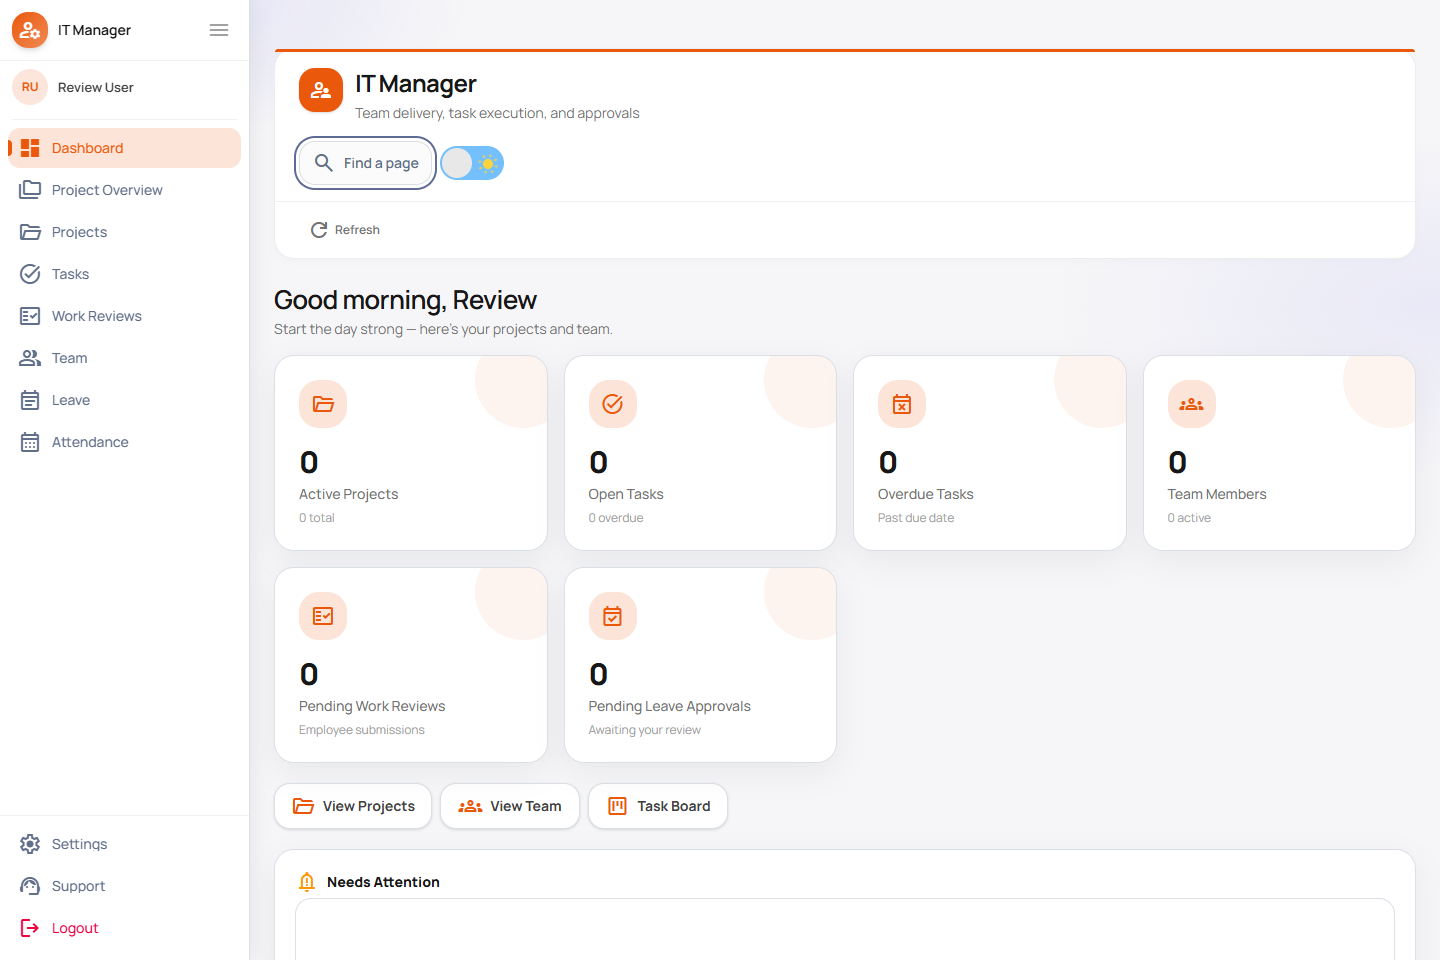 IT Manager
RU
Review User
Dashboard
Project Overview
Projects
Tasks
Work Reviews
Team
Leave
Attendance
Settings
Support
Logout
IT Manager
Team delivery, task execution, and approvals
Find a page
Refresh
Good morning, Review
Start the day strong — here's your projects and team.
0
Active Projects
0 total
0
Open Tasks
0 overdue
0
Overdue Tasks
Past due date
0
Team Members
0 active
0
Pending Work Reviews
Employee submissions
0
Pending Leave Approvals
Awaiting your review
View Projects
View Team
Task Board
Needs Attention